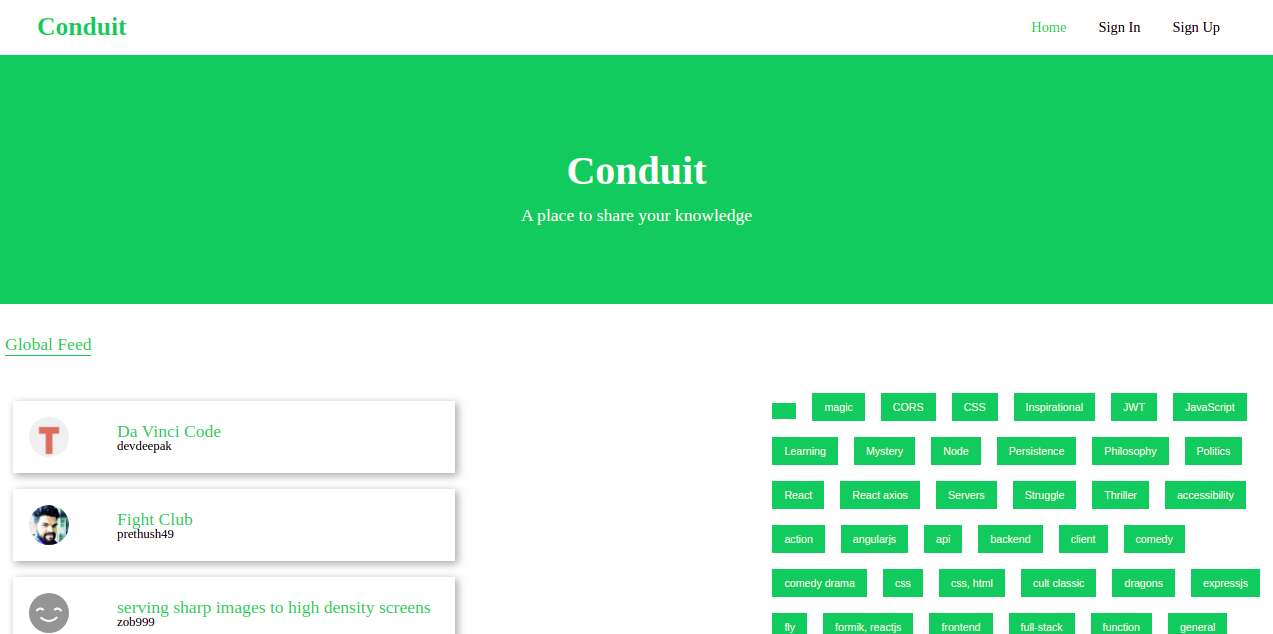 Conduit
Home Sign In Sign Up
Conduit
A place to share your knowledge
Global Feed
Da Vinci Code
devdeepak
Fight Club
prethush49
serving sharp images to high density screens
zob999
magic CORS CSS Inspirational JWT JavaScript
Learning Mystery Node Persistence Philosophy Politics
React React axios Servers Struggle Thriller accessibility
action angularjs api backend client comedy
comedy drama css css, html cult classic dragons expressjs
fly formik, reactjs frontend full-stack function general